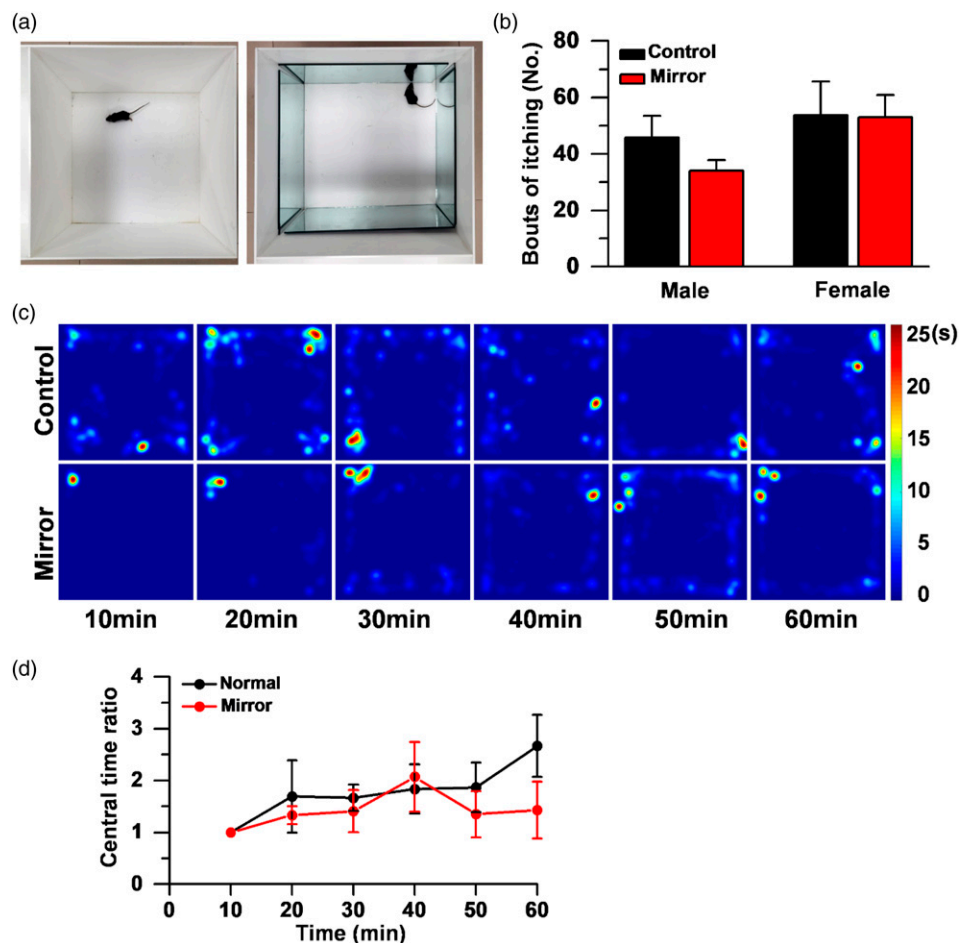 (a)
(b)
80
60
40
20
0
Bouts of itching (No.)
Control
Mirror
Male
Female
(c)
Control
Mirror
10min
20min
30min
40min
50min
60min
25(s)
20
15
10
5
0
(d)
4
3
2
1
0
Central time ratio
Normal
Mirror
0
10
20
30
40
50
60
Time (min)